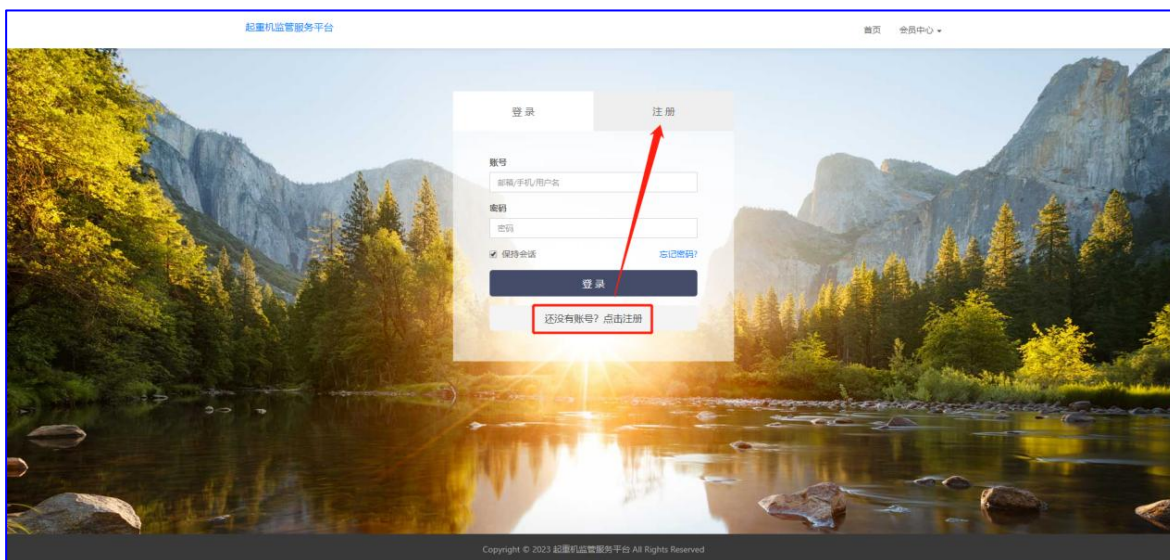 起重机监管服务平台
首页 会员中心
登 录 注 册
账号
邮箱/手机/用户名
密码
密码
保持会话 忘记密码?
登 录
还没有账号？点击注册
Copyright © 2023 起重机监管服务平台 All Rights Reserved